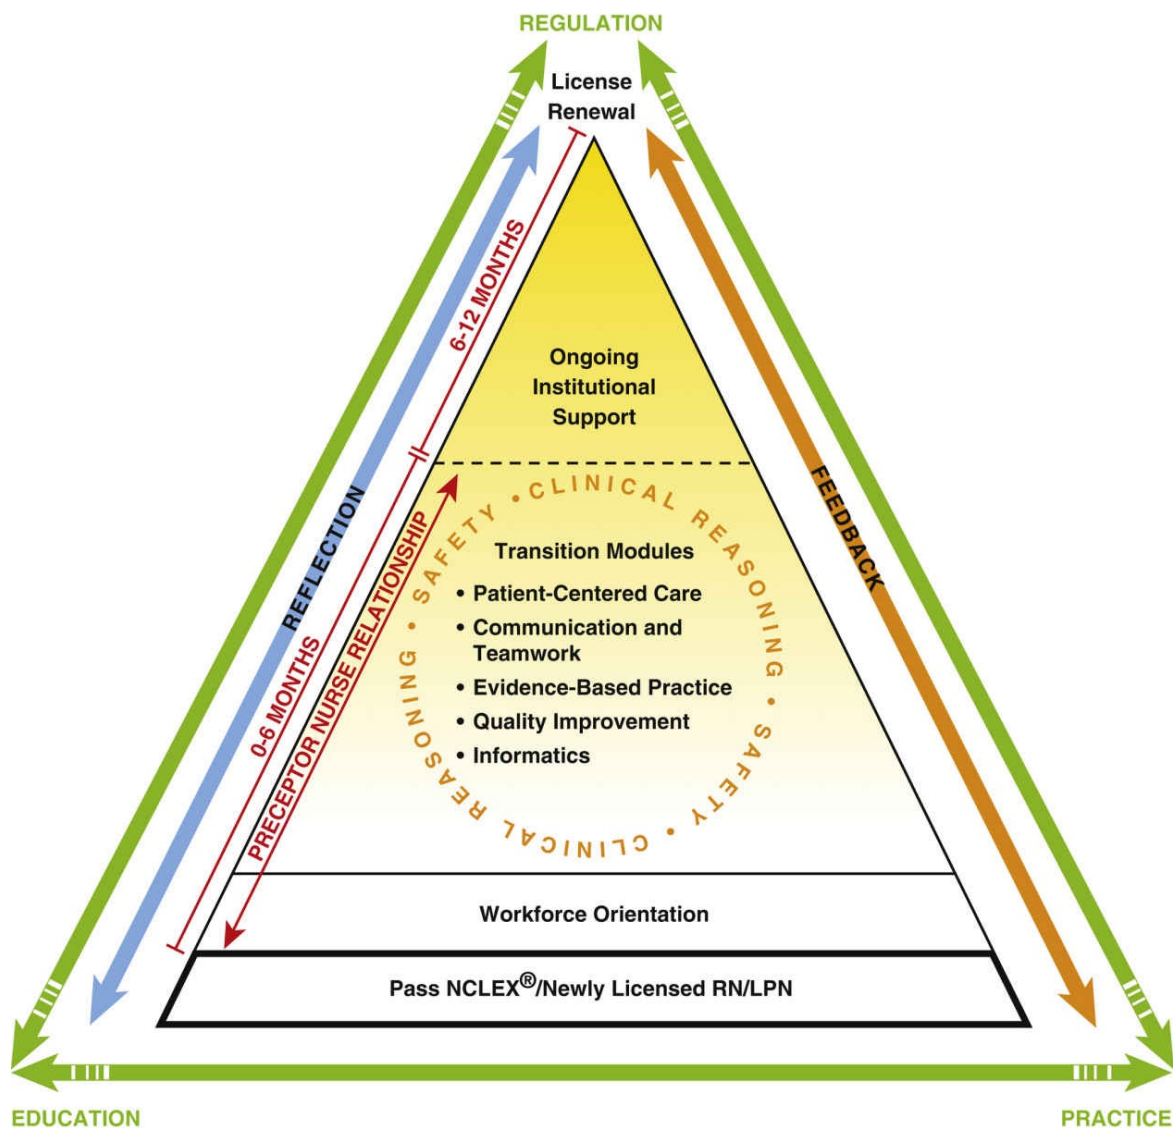 REGULATION
License
Renewal
6-12 MONTHS
Ongoing
Institutional
Support
REFLECTION
FEEDBACK
0-6 MONTHS
PRECEPTOR NURSE RELATIONSHIP
SAFETY • CLINICAL REASONING • SAFETY • CLINICAL REASONING •
Transition Modules
• Patient-Centered Care
• Communication and
Teamwork
• Evidence-Based Practice
• Quality Improvement
• Informatics
Workforce Orientation
Pass NCLEX®/Newly Licensed RN/LPN
EDUCATION
PRACTICE